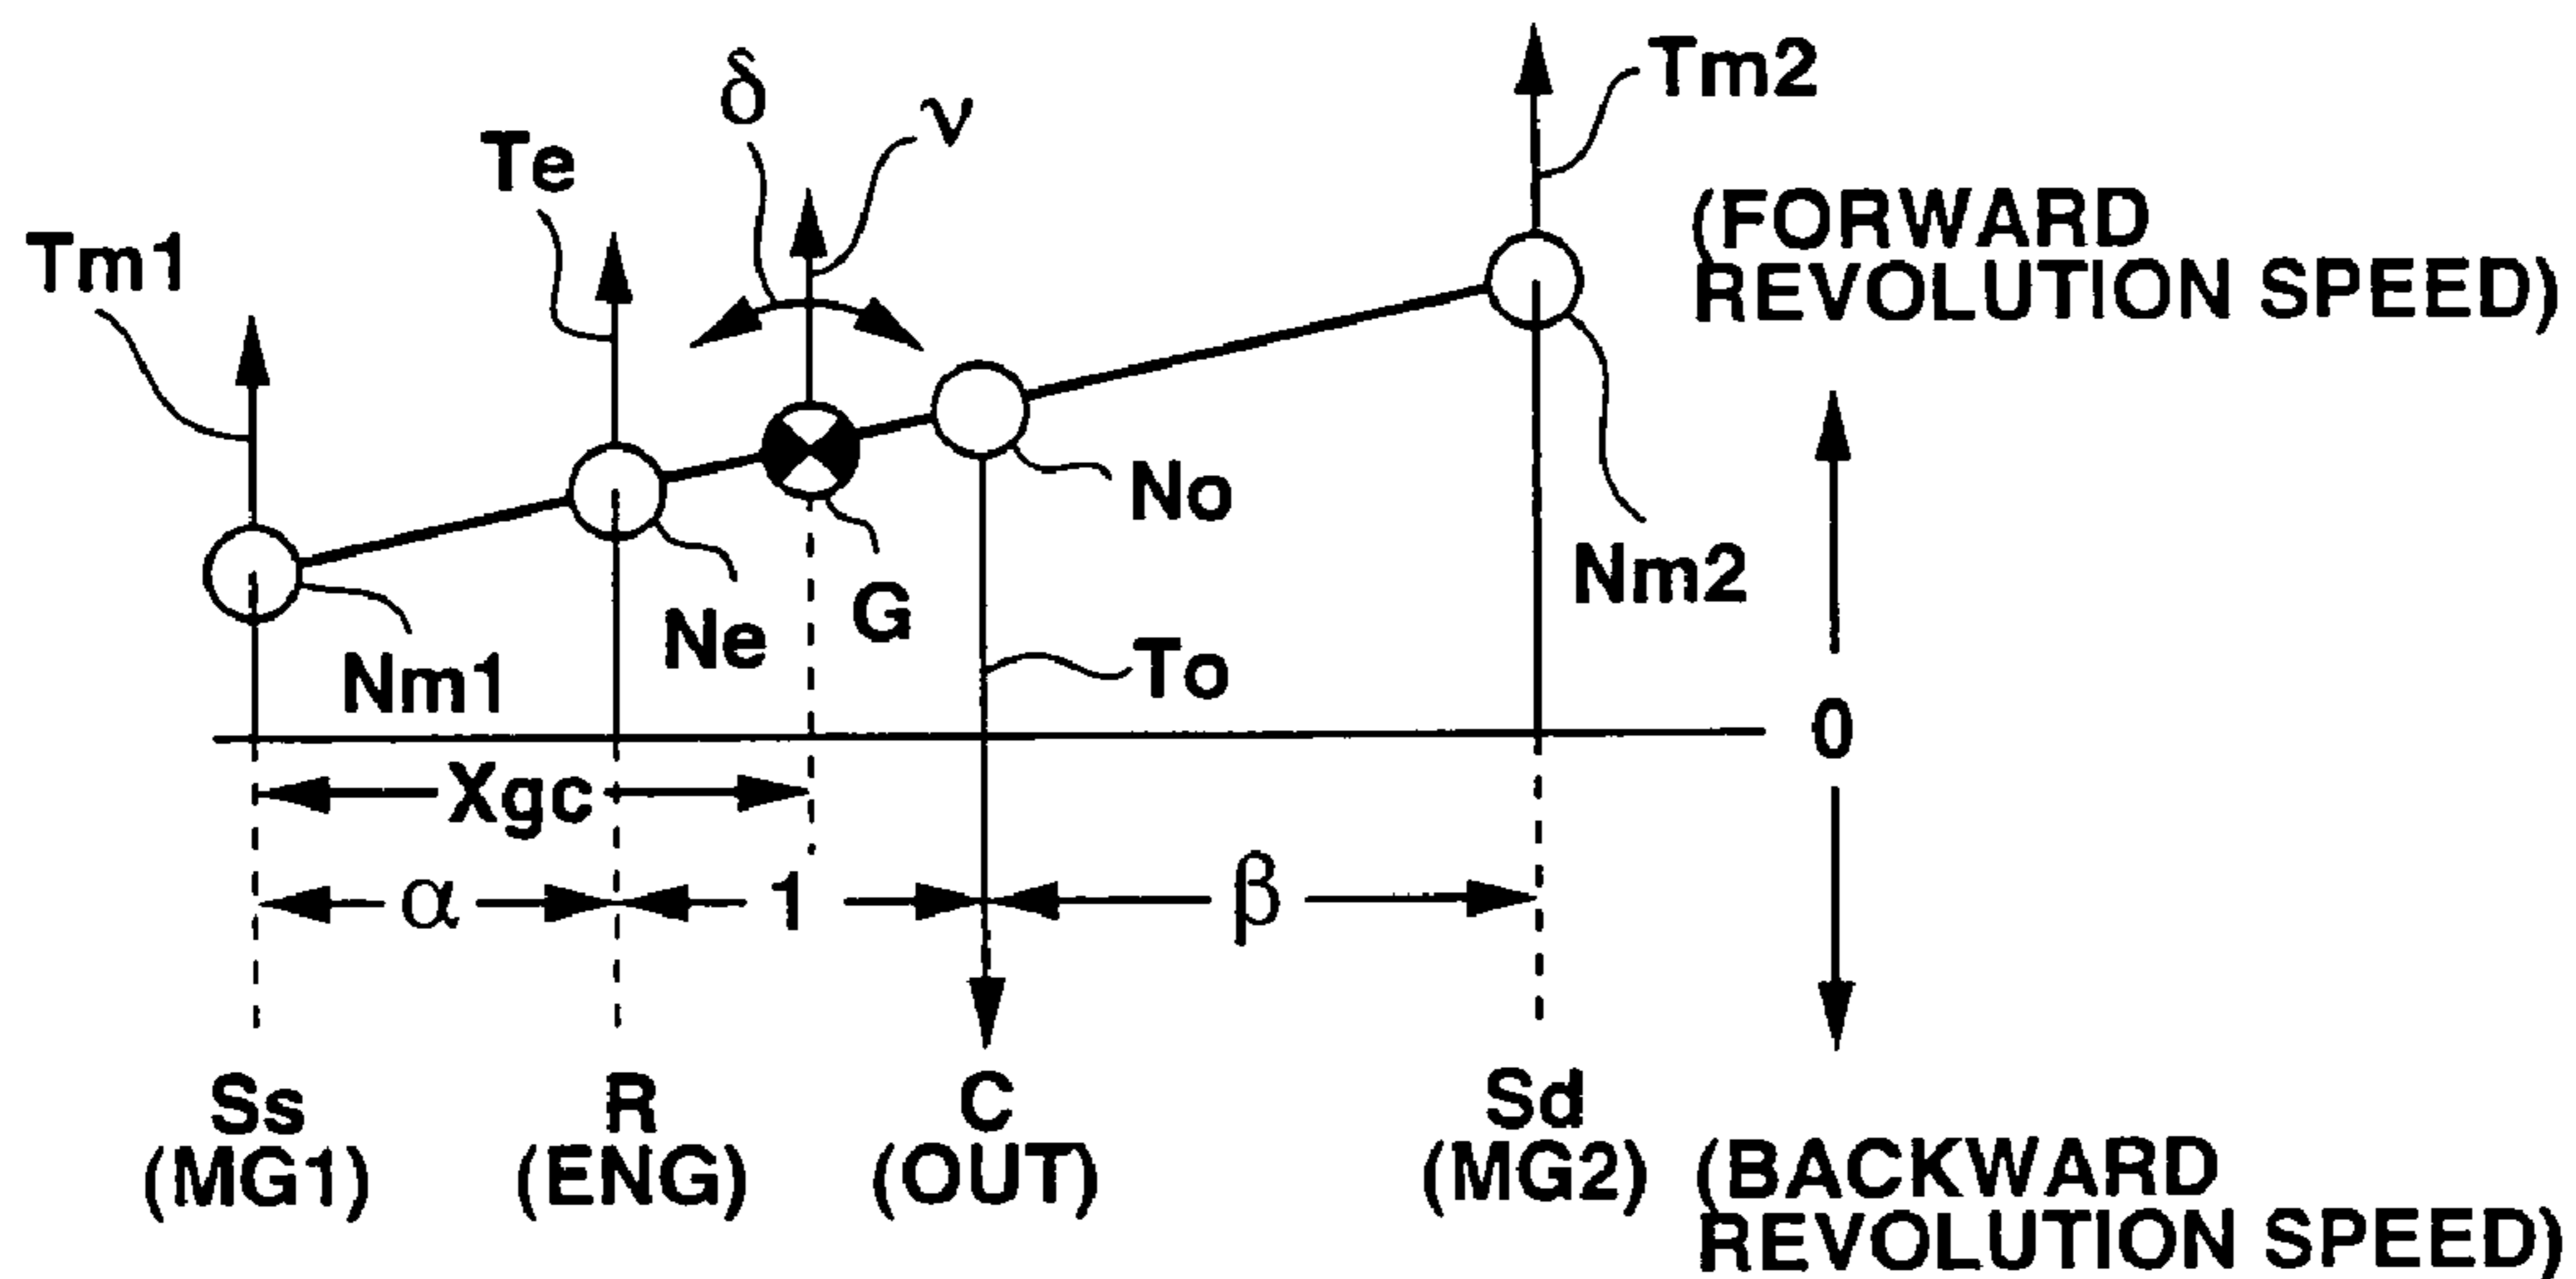 δ
ν
Tm2
Te
Tm1
(FORWARD
REVOLUTION SPEED)
No
Nm2
G
Ne
To
Nm1
0
Xgc
α
1
β
Ss
(MG1)
R
(ENG)
C
(OUT)
Sd
(MG2)
(BACKWARD
REVOLUTION SPEED)